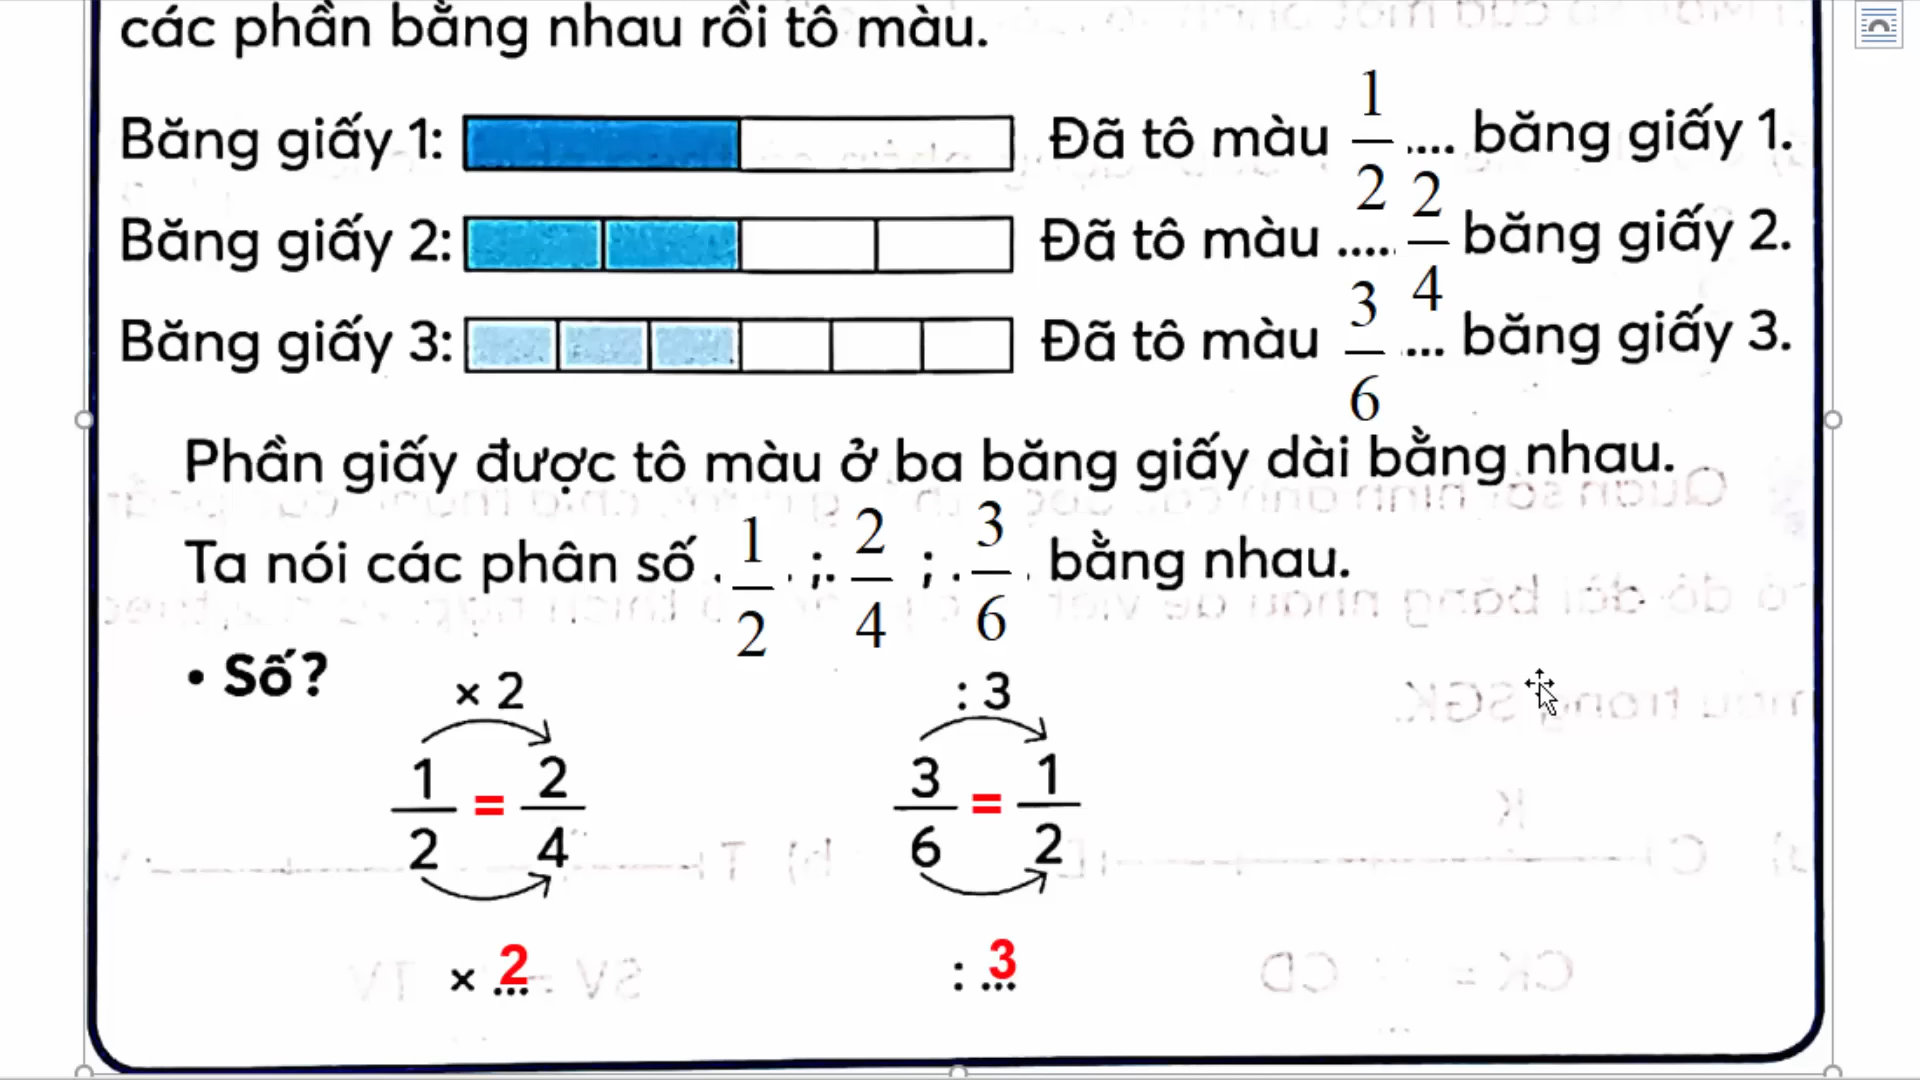 các phần bằng nhau rồi tô màu.
Băng giấy 1: Đã tô màu 1/2 .... băng giấy 1.
Băng giấy 2: Đã tô màu ..... 2/4 băng giấy 2.
Băng giấy 3: Đã tô màu 3/6 ... băng giấy 3.
Phần giấy được tô màu ở ba băng giấy dài bằng nhau.
Ta nói các phân số . 1/2 . ;. 2/4 ; . 3/6 . bằng nhau.
• Số?
× 2 : 3
1/2 = 2/4 3/6 = 1/2
× 2... : 3...